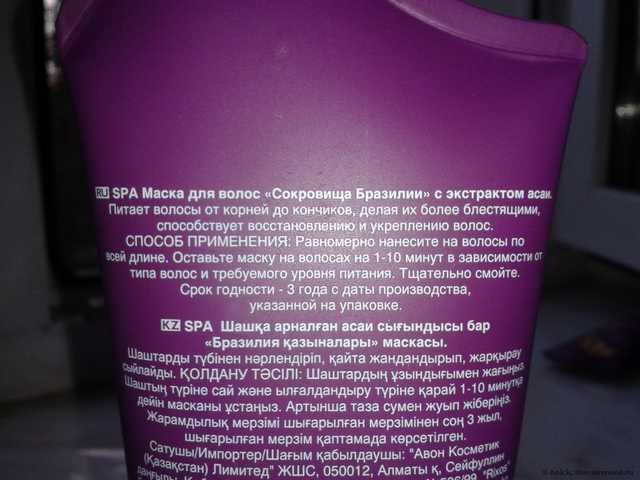 RU SPA Маска для волос «Сокровища Бразилии» с экстрактом асаи.
Питает волосы от корней до кончиков, делая их более блестящими,
способствует восстановлению и укреплению волос.
СПОСОБ ПРИМЕНЕНИЯ: Равномерно нанесите на волосы по
всей длине. Оставьте маску на волосах на 1-10 минут в зависимости от
типа волос и требуемого уровня питания. Тщательно смойте.
Срок годности - 3 года с даты производства,
указанной на упаковке.
KZ SPA Шашқа арналған асаи сығындысы бар
«Бразилия қазыналары» маскасы.
Шаштарды түбінен нәрлендіріп, қайта жандандырып, жарқырау
сыйлайды. ҚОЛДАНУ ТӘСІЛІ: Шаштардың ұзындығымен жағыңыз.
Шаштың түріне сай және ылғалдандыру түріне қарай 1-10 минутқа
дейін масканы ұстаңыз. Артынша таза сумен жуып жіберіңіз.
Жарамдылық мерзімі шығарылған мерзімінен соң 3 жыл,
шығарылған мерзім қаптамада көрсетілген.
Сатушы/Импортер/Шағым қабылдаушы: "Авон Косметик
(Қазақстан) Лимитед" ЖШС, 050012, Алматы қ, Сейфуллин
"Rixos"